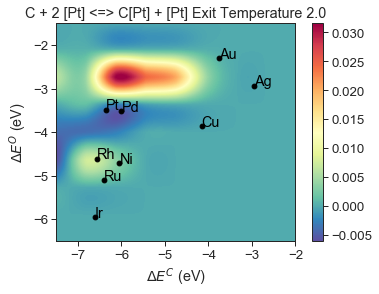 C + 2 [Pt] <=> C[Pt] + [Pt] Exit Temperature 2.0
ΔE^O (eV)
−2
−3
−4
−5
−6
Au
Ag
Pt
Pd
Cu
Rh
Ni
Ru
Ir
−7 −6 −5 −4 −3 −2
ΔE^C (eV)
0.030
0.025
0.020
0.015
0.010
0.005
0.000
−0.005